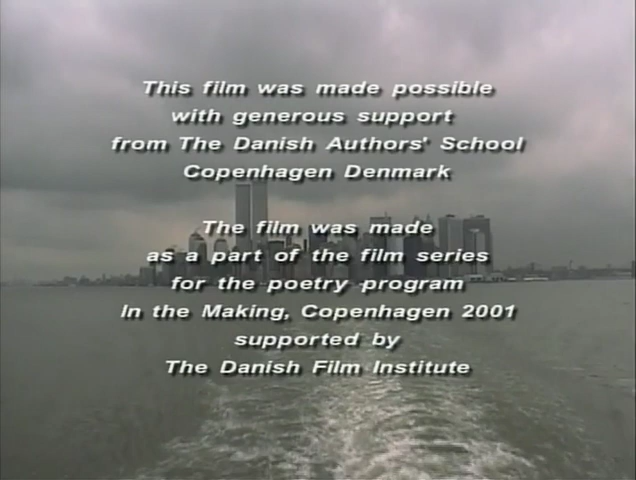 This film was made possible
with generous support
from The Danish Authors' School
Copenhagen Denmark
The film was made
as a part of the film series
for the poetry program
In the Making, Copenhagen 2001
supported by
The Danish Film Institute